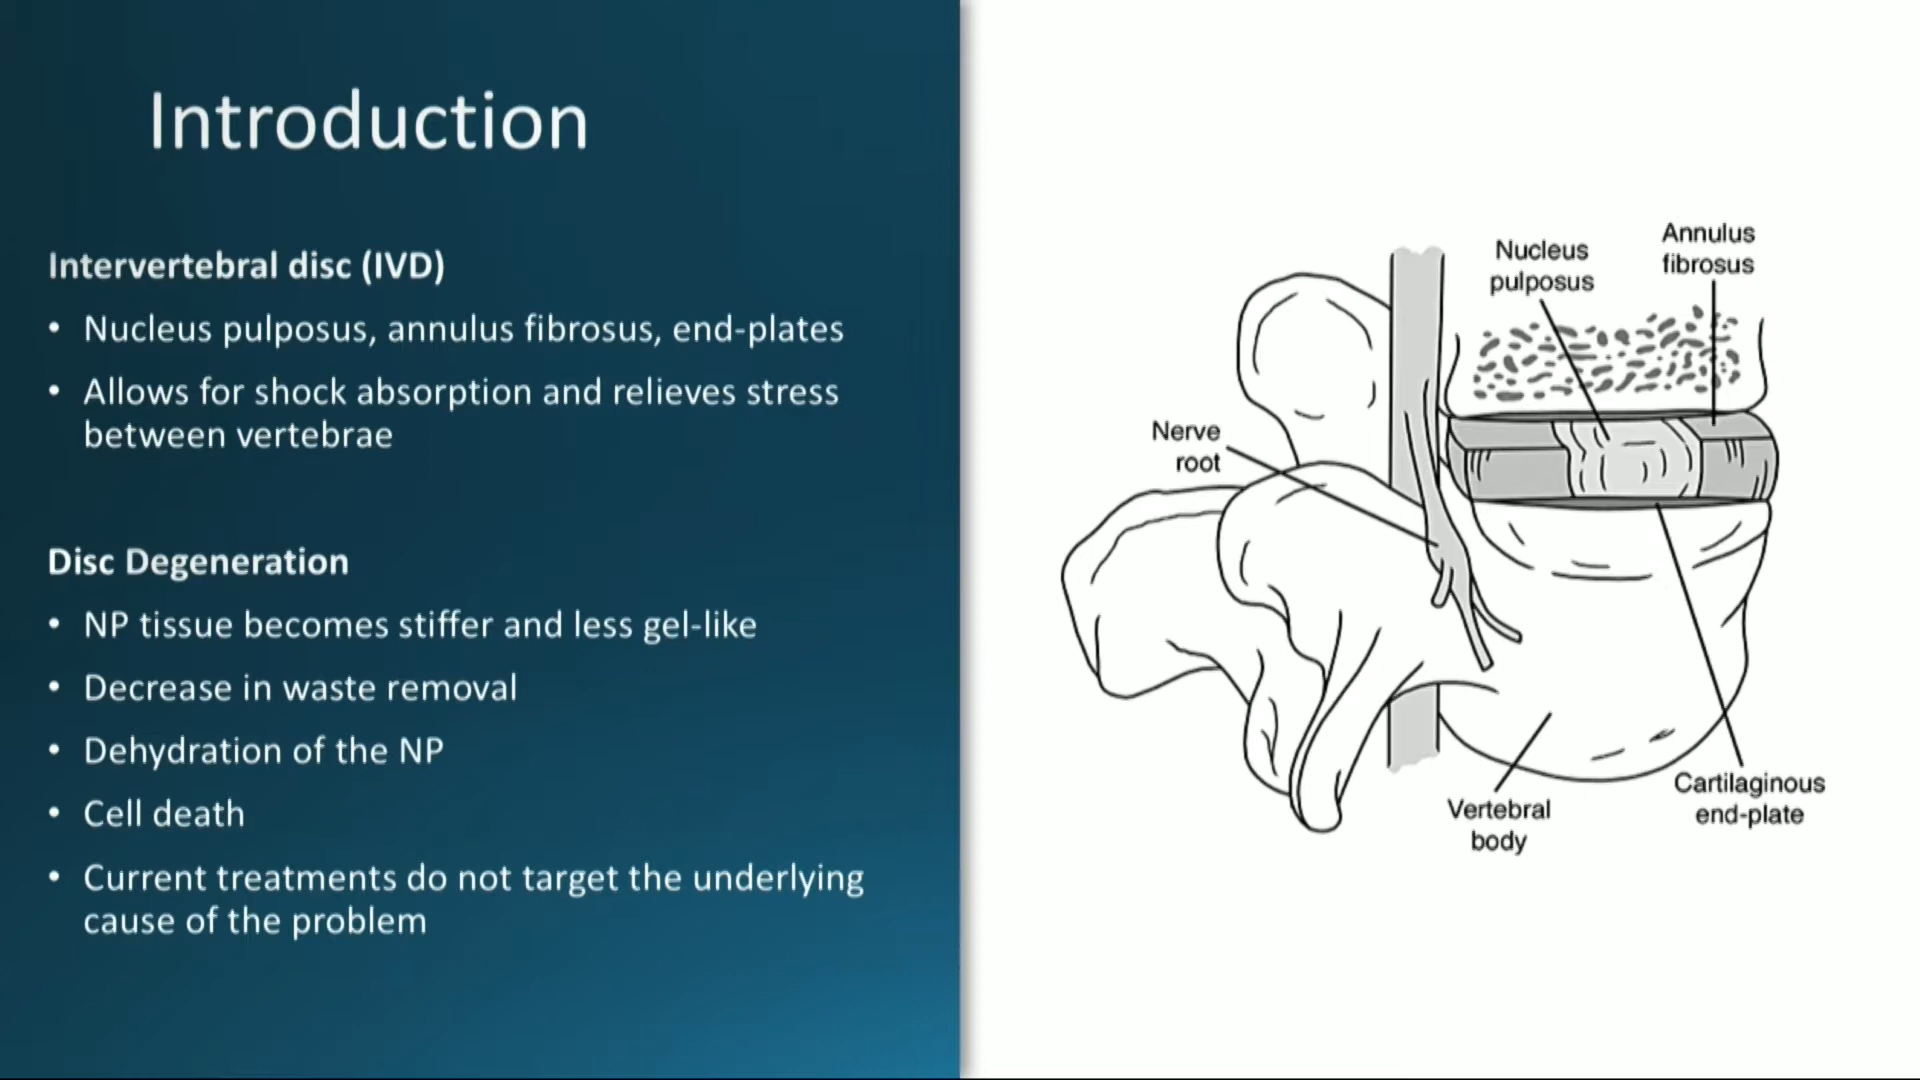 Introduction
Intervertebral disc (IVD)
• Nucleus pulposus, annulus fibrosus, end-plates
• Allows for shock absorption and relieves stress
between vertebrae
Disc Degeneration
• NP tissue becomes stiffer and less gel-like
• Decrease in waste removal
• Dehydration of the NP
• Cell death
• Current treatments do not target the underlying
cause of the problem
Nucleus
pulposus
Annulus
fibrosus
Nerve
root
Vertebral
body
Cartilaginous
end-plate